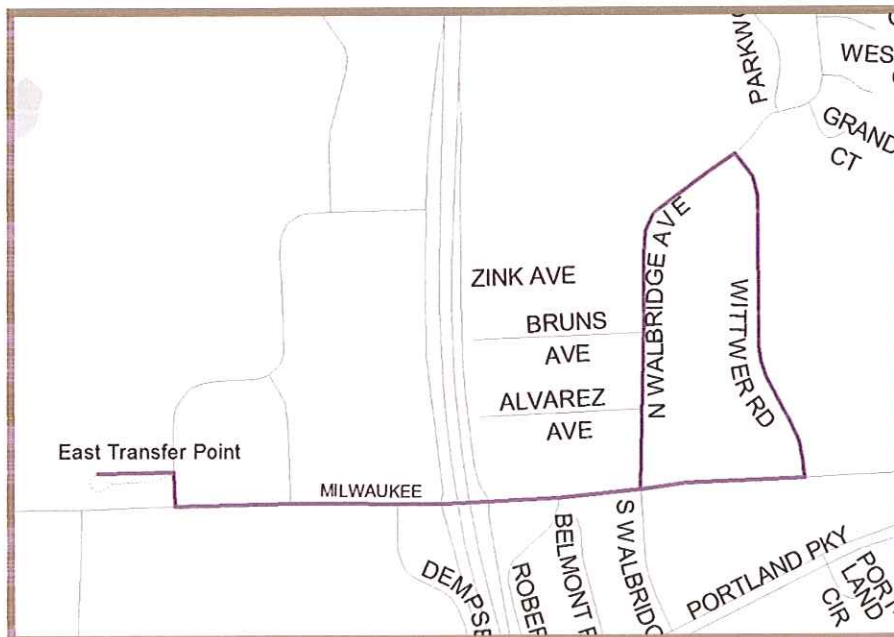 PARKWO
WES
GRAND
CT
N WALBRIDGE AVE
ZINK AVE
BRUNS
AVE
WITTWER RD
ALVAREZ
AVE
East Transfer Point
MILWAUKEE
DEMPSE
ROBER
BELMONT
S WALBRIDG
PORTLAND PKY
PORT
LAND
CIR